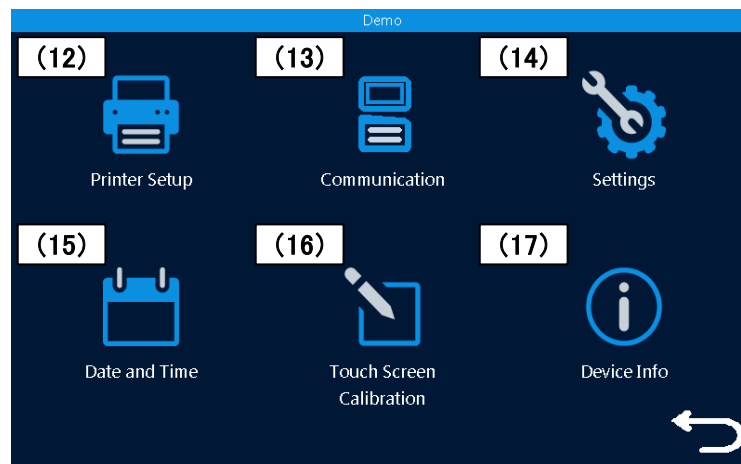 Demo
(12)
(13)
(14)
Printer Setup
Communication
Settings
(15)
(16)
(17)
Date and Time
Touch Screen
Calibration
Device Info